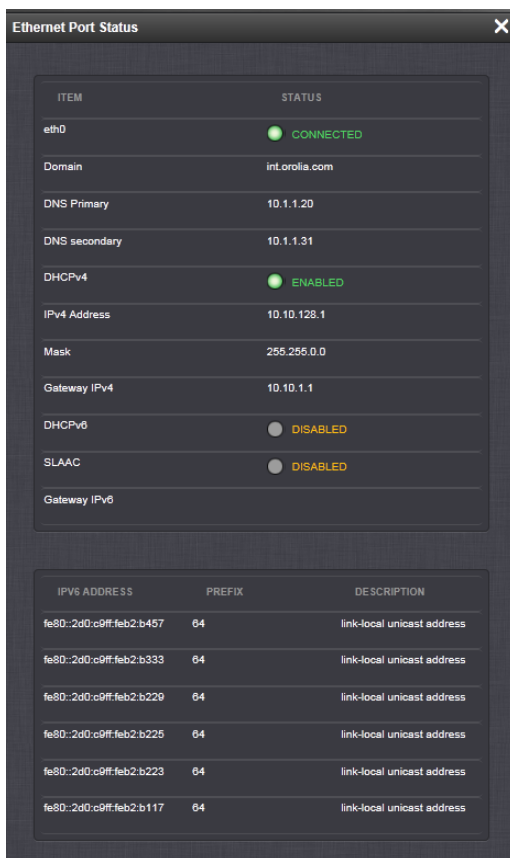 Ethernet Port Status
ITEM STATUS
eth0 CONNECTED
Domain int.orolia.com
DNS Primary 10.1.1.20
DNS secondary 10.1.1.31
DHCPv4 ENABLED
IPv4 Address 10.10.128.1
Mask 255.255.0.0
Gateway IPv4 10.10.1.1
DHCPv6 DISABLED
SLAAC DISABLED
Gateway IPv6
IPV6 ADDRESS PREFIX DESCRIPTION
fe80::2d0:c9ff:feb2:b457 64 link-local unicast address
fe80::2d0:c9ff:feb2:b333 64 link-local unicast address
fe80::2d0:c9ff:feb2:b229 64 link-local unicast address
fe80::2d0:c9ff:feb2:b225 64 link-local unicast address
fe80::2d0:c9ff:feb2:b223 64 link-local unicast address
fe80::2d0:c9ff:feb2:b117 64 link-local unicast address